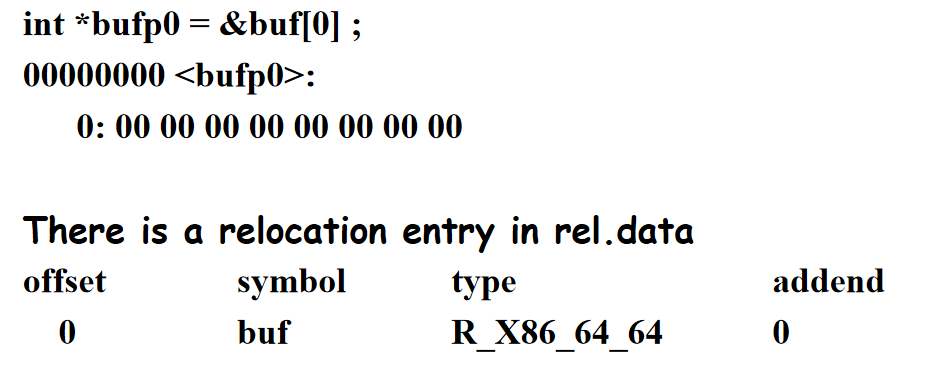 int *bufp0 = &buf[0] ;
00000000 <bufp0>:
0: 00 00 00 00 00 00 00 00
There is a relocation entry in rel.data
offset symbol type addend
0 buf R_X86_64_64 0